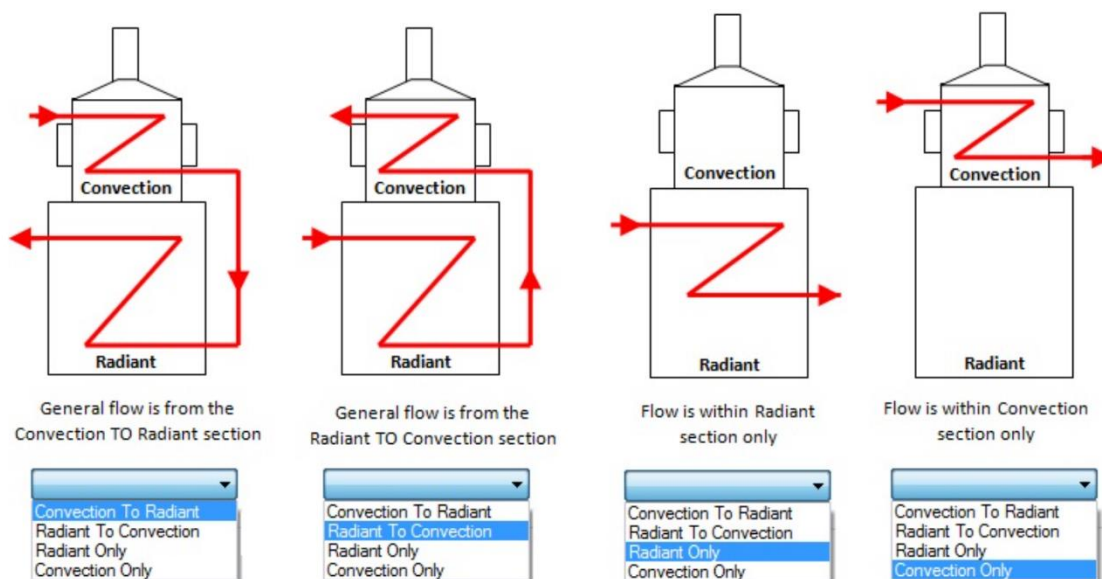 Convection
Radiant
General flow is from the
Convection TO Radiant section
Convection To Radiant
Radiant To Convection
Radiant Only
Convection Only
Convection
Radiant
General flow is from the
Radiant TO Convection section
Convection To Radiant
Radiant To Convection
Radiant Only
Convection Only
Convection
Radiant
Flow is within Radiant
section only
Convection To Radiant
Radiant To Convection
Radiant Only
Convection Only
Convection
Radiant
Flow is within Convection
section only
Convection To Radiant
Radiant To Convection
Radiant Only
Convection Only